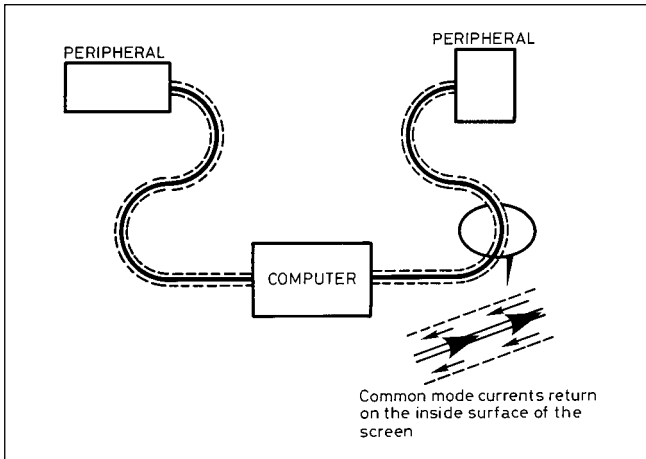 PERIPHERAL
PERIPHERAL
COMPUTER
Common mode currents return
on the inside surface of the
screen